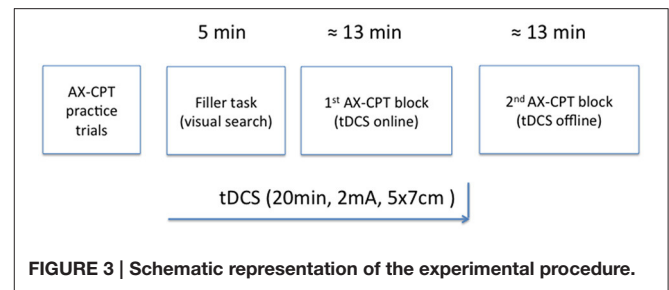 5 min
≈ 13 min
≈ 13 min
AX-CPT
practice
trials
Filler task
(visual search)
1st AX-CPT block
(tDCS online)
2nd AX-CPT block
(tDCS offline)
tDCS (20min, 2mA, 5x7cm )
FIGURE 3 | Schematic representation of the experimental procedure.